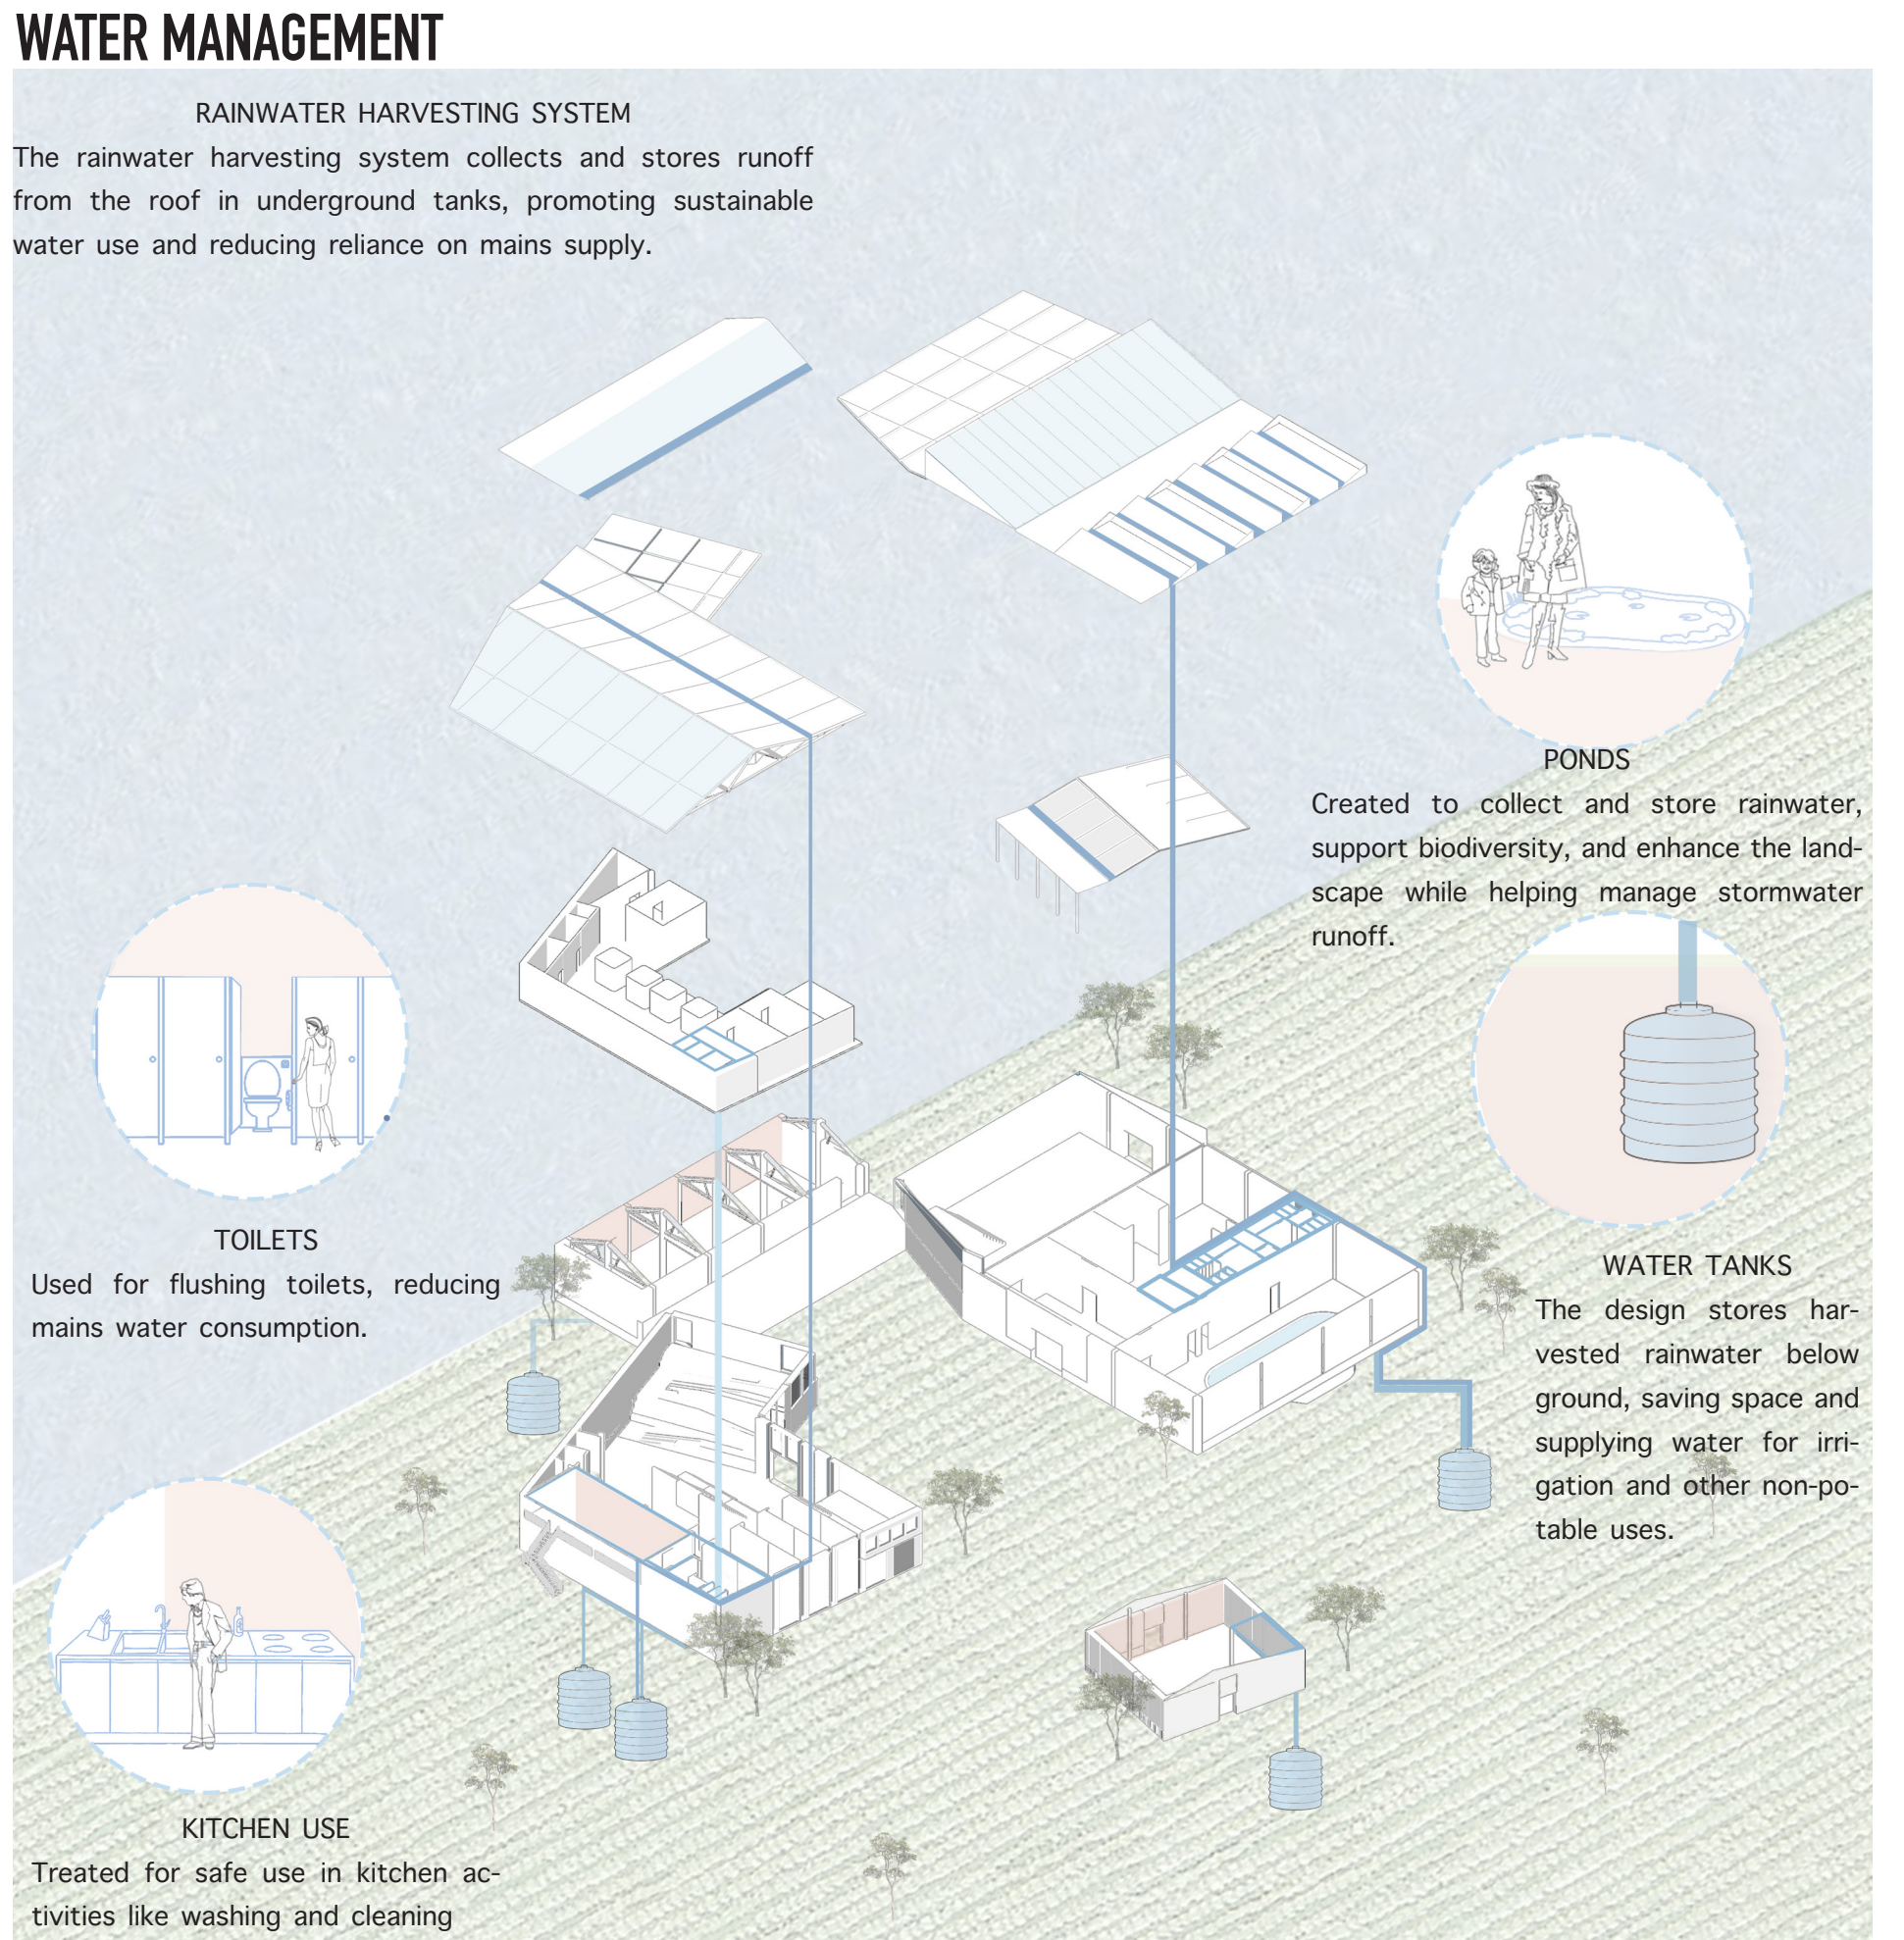 WATER MANAGEMENT
RAINWATER HARVESTING SYSTEM
The rainwater harvesting system collects and stores runoff
from the roof in underground tanks, promoting sustainable
water use and reducing reliance on mains supply.
PONDS
Created to collect and store rainwater,
support biodiversity, and enhance the land-
scape while helping manage stormwater
runoff.
TOILETS
Used for flushing toilets, reducing
mains water consumption.
WATER TANKS
The design stores har-
vested rainwater below
ground, saving space and
supplying water for irri-
gation and other non-po-
table uses.
KITCHEN USE
Treated for safe use in kitchen ac-
tivities like washing and cleaning